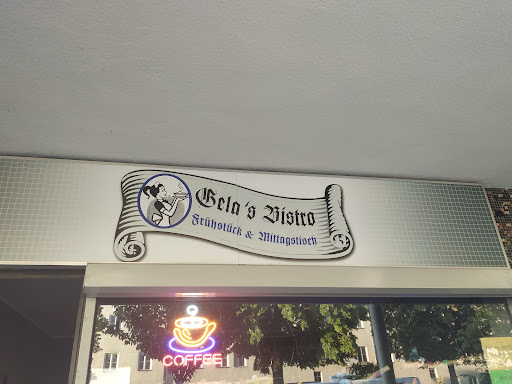 Gela's Bistro
Frühstück & Mittagstisch
COFFEE